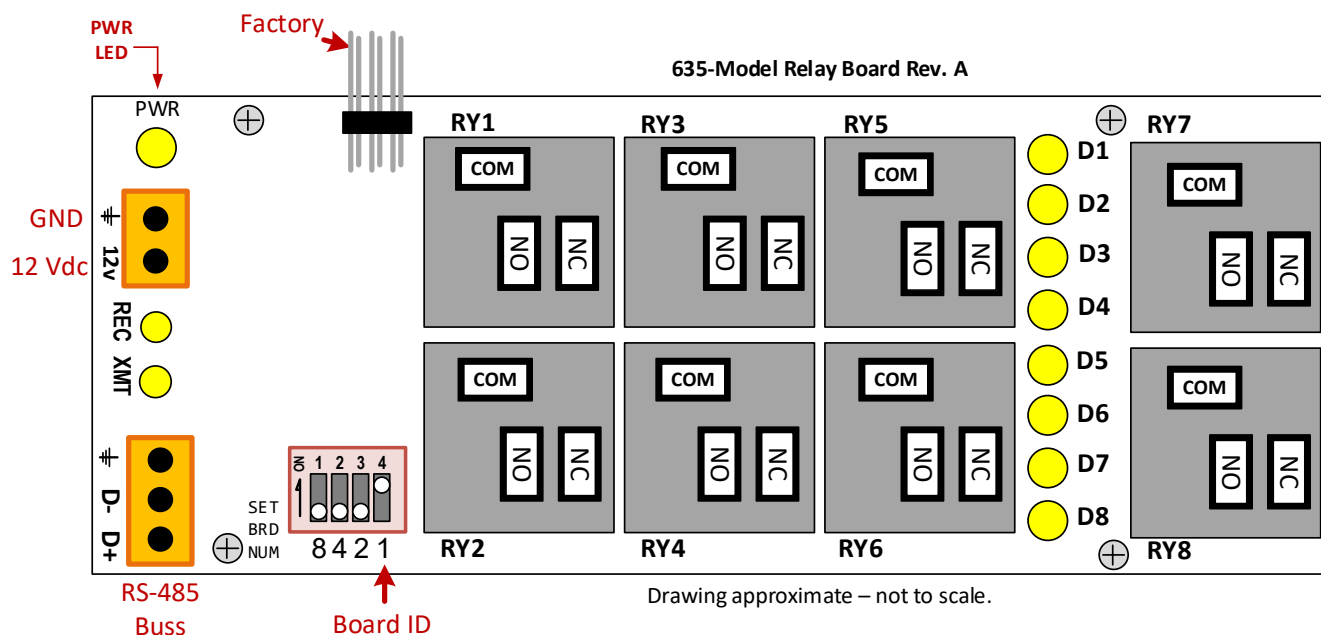 PWR
LED
Factory
635-Model Relay Board Rev. A
PWR
RY1
RY3
RY5
RY7
COM
NO
NC
COM
NO
NC
COM
NO
NC
COM
NO
NC
D1
D2
D3
D4
D5
D6
D7
D8
GND
12 Vdc
12v
REC
XMT
D-
D+
RS-485
Buss
ON
1 2 3 4
SET
BRD
NUM
8 4 2 1
Board ID
COM
NO
NC
COM
NO
NC
COM
NO
NC
COM
NO
NC
RY2
RY4
RY6
RY8
Drawing approximate – not to scale.